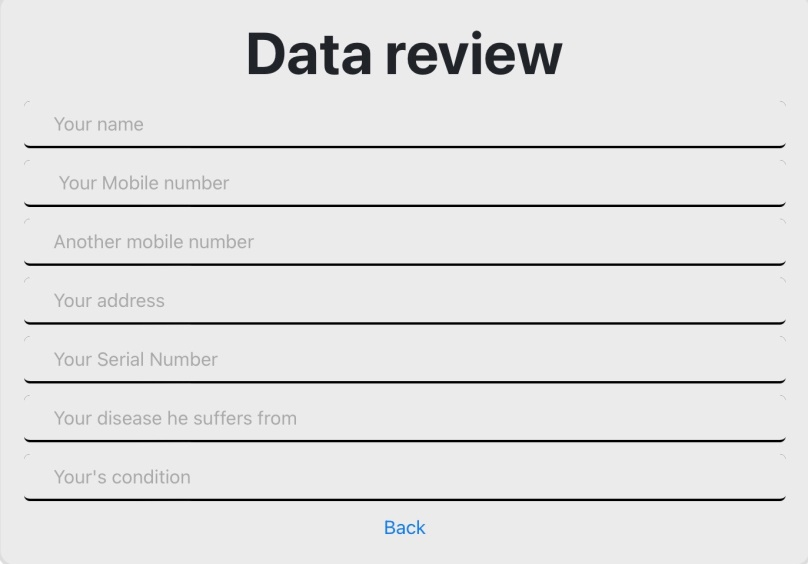 Data review
Your name
Your Mobile number
Another mobile number
Your address
Your Serial Number
Your disease he suffers from
Your's condition
Back